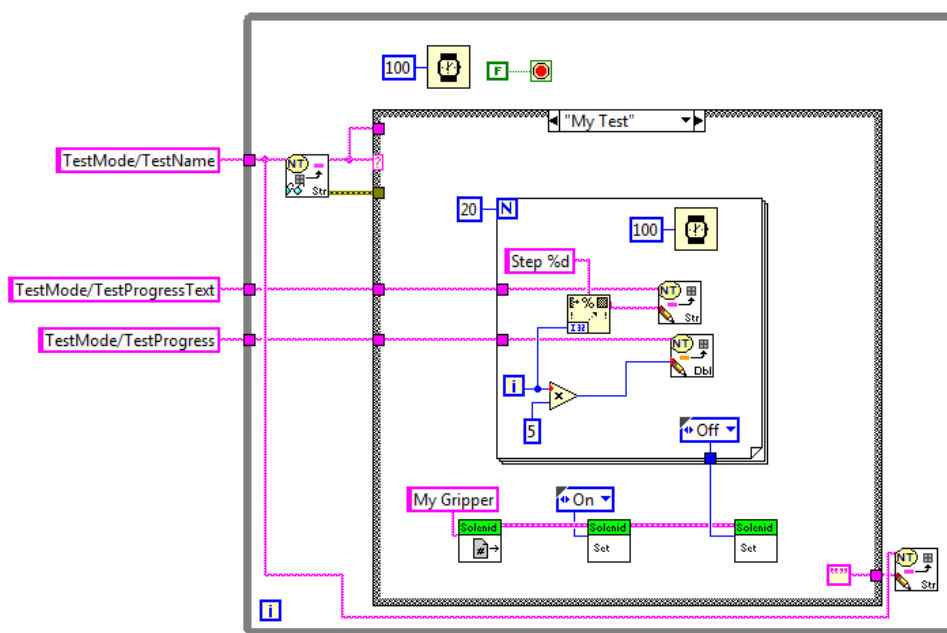 100
F
"My Test"
TestMode/TestName
NT
Str
?
20
N
100
Step %d
TestMode/TestProgressText
NT
Str
%
I32
TestMode/TestProgress
NT
Dbl
i
x
5
Off
My Gripper
On
Solenid
#
Solenid
Set
Solenid
Set
""
NT
Str
i